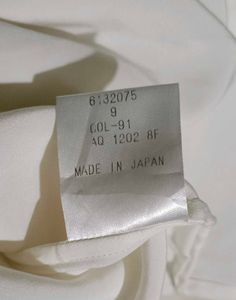 6132075
9
COL-91
AQ 1202 8F
MADE IN JAPAN